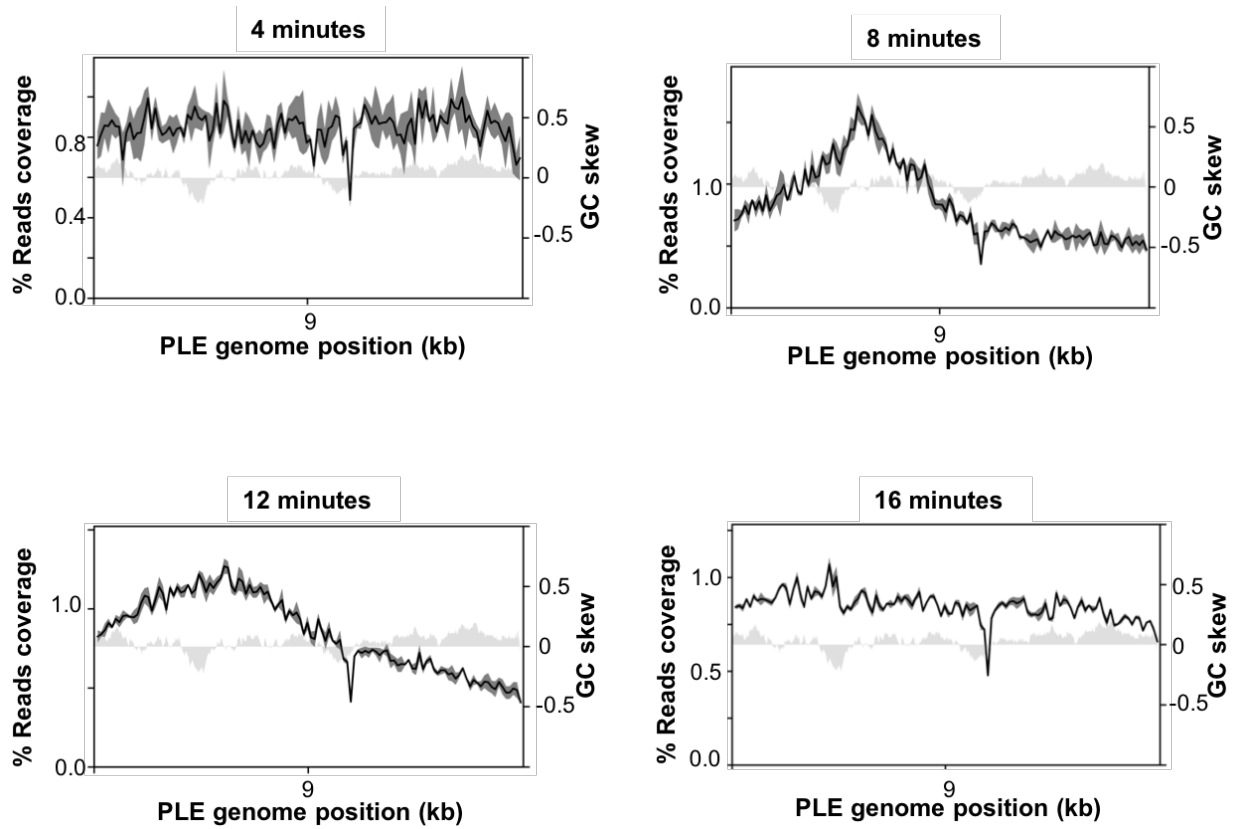 4 minutes
% Reads coverage
0.8
0.4
0.0
0.5
0
-0.5
GC skew
9
PLE genome position (kb)
8 minutes
% Reads coverage
1.0
0.0
0.5
0
-0.5
GC skew
9
PLE genome position (kb)
12 minutes
% Reads coverage
1.0
0.0
0.5
0
-0.5
GC skew
9
PLE genome position (kb)
16 minutes
% Reads coverage
1.0
0.5
0.0
0.5
0
-0.5
GC skew
9
PLE genome position (kb)